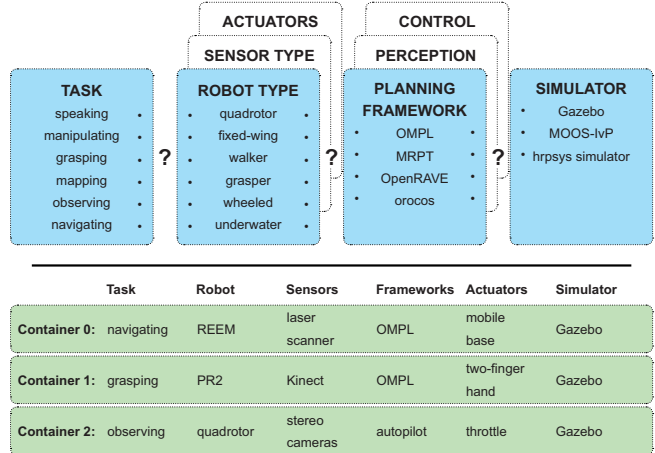 ACTUATORS
CONTROL
SENSOR TYPE
PERCEPTION
TASK
speaking •
manipulating •
grasping •
mapping •
observing •
navigating •
?
ROBOT TYPE
• quadrotor •
• fixed-wing •
• walker •
• grasper •
• wheeled •
• underwater •
?
PLANNING
FRAMEWORK
• OMPL •
• MRPT •
• OpenRAVE •
• orocos •
?
SIMULATOR
• Gazebo
• MOOS-IvP
• hrpsys simulator
Task Robot Sensors Frameworks Actuators Simulator
Container 0: navigating REEM laser scanner OMPL mobile base Gazebo
Container 1: grasping PR2 Kinect OMPL two-finger hand Gazebo
Container 2: observing quadrotor stereo cameras autopilot throttle Gazebo